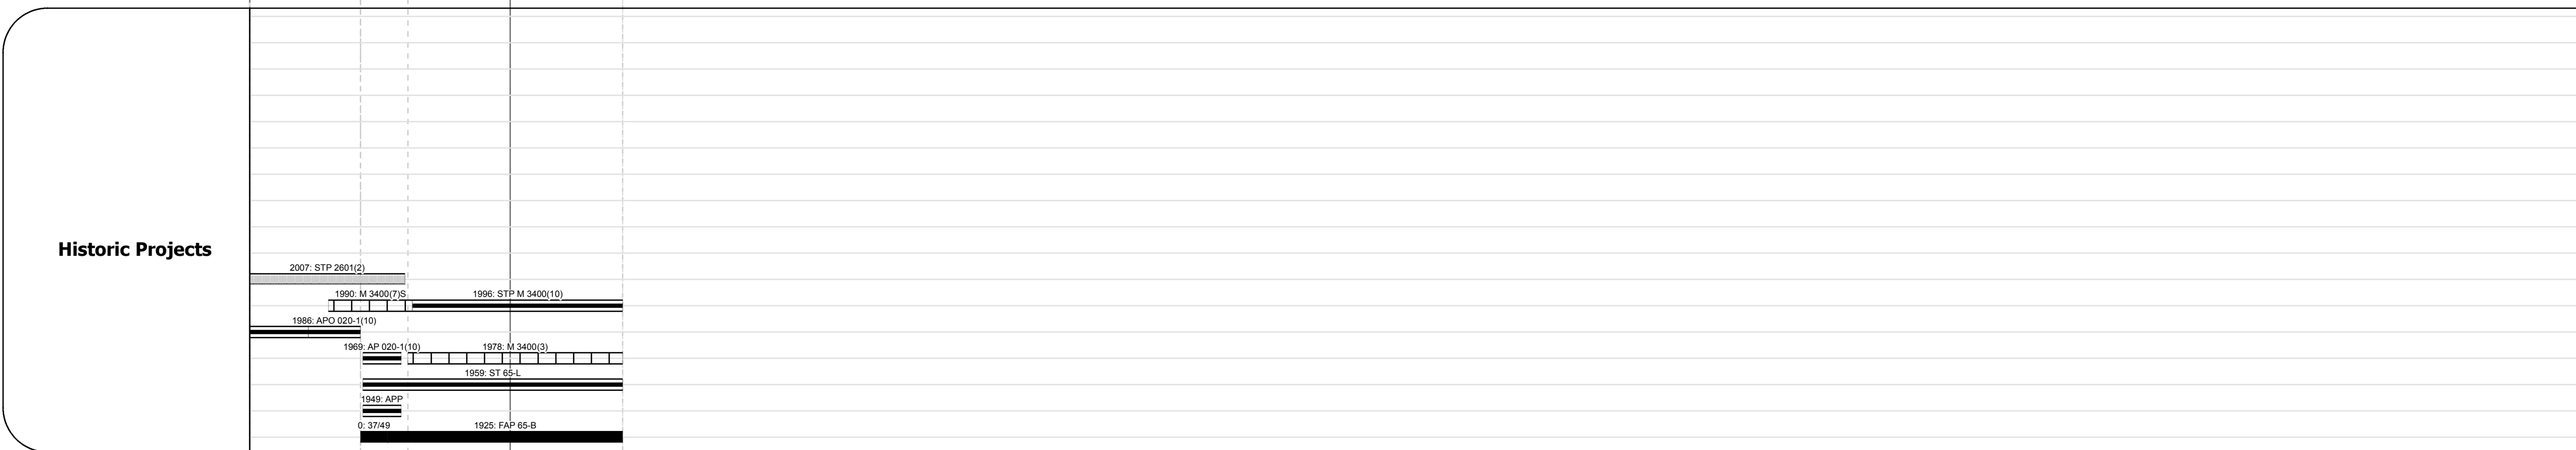 Historic Projects
2007: STP 2601(2)
1990: M 3400(7)S
1996: STP M 3400(10)
1986: APO 020-1(10)
1969: AP 020-1(10)
1978: M 3400(3)
1959: ST 65-L
1949: APP
0: 37/49
1925: FAP 65-B